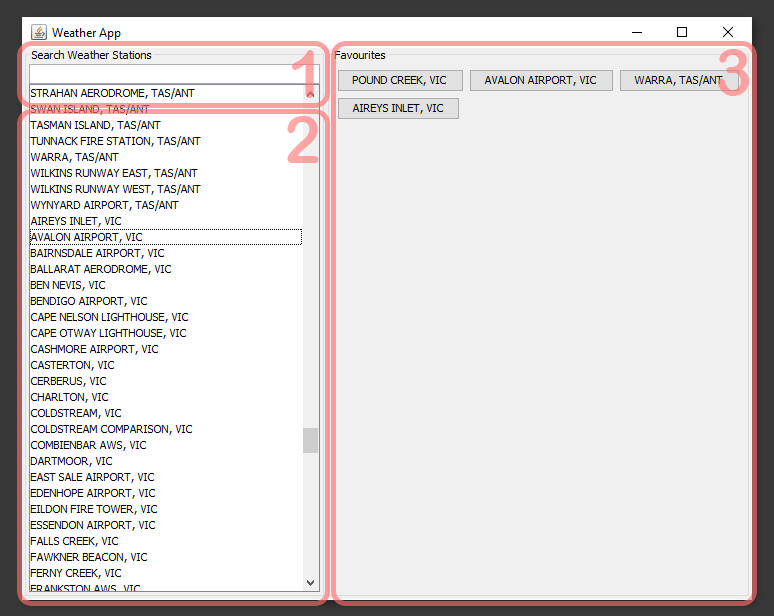 Weather App
Search Weather Stations
1
STRAHAN AERODROME, TAS/ANT
SWAN ISLAND, TAS/ANT
2
TASMAN ISLAND, TAS/ANT
TUNNACK FIRE STATION, TAS/ANT
WARRA, TAS/ANT
WILKINS RUNWAY EAST, TAS/ANT
WILKINS RUNWAY WEST, TAS/ANT
WYNYARD AIRPORT, TAS/ANT
AIREYS INLET, VIC
AVALON AIRPORT, VIC
BAIRNSDALE AIRPORT, VIC
BALLARAT AERODROME, VIC
BEN NEVIS, VIC
BENDIGO AIRPORT, VIC
CAPE NELSON LIGHTHOUSE, VIC
CAPE OTWAY LIGHTHOUSE, VIC
CASHMORE AIRPORT, VIC
CASTERTON, VIC
CERBERUS, VIC
CHARLTON, VIC
COLDSTREAM, VIC
COLDSTREAM COMPARISON, VIC
COMBIENBAR AWS, VIC
DARTMOOR, VIC
EAST SALE AIRPORT, VIC
EDENHOPE AIRPORT, VIC
EILDON FIRE TOWER, VIC
ESSENDON AIRPORT, VIC
FALLS CREEK, VIC
FAWKNER BEACON, VIC
FERNY CREEK, VIC
FRANKSTON AWS, VIC
Favourites
3
POUND CREEK, VIC
AVALON AIRPORT, VIC
WARRA, TAS/ANT
AIREYS INLET, VIC